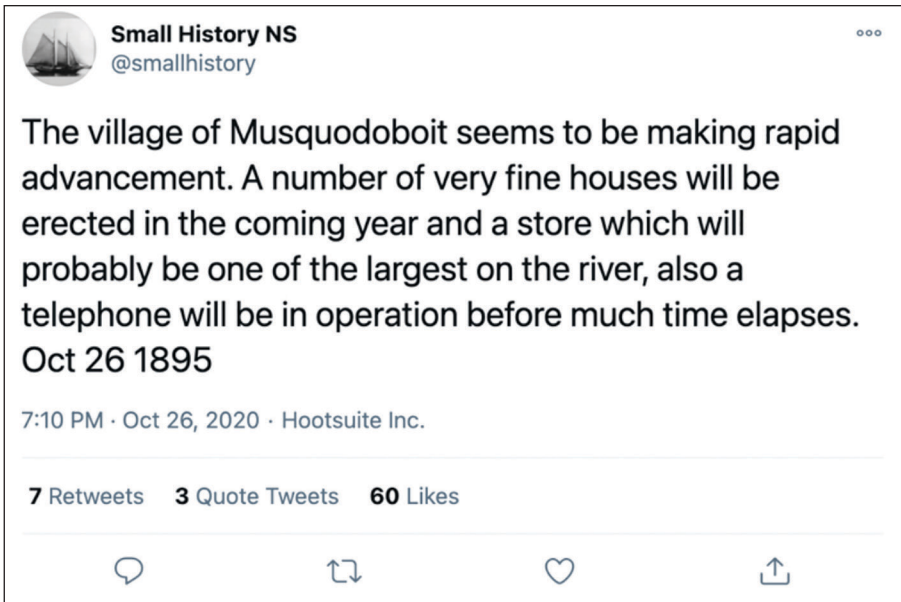 Small History NS
@smallhistory
The village of Musquodoboit seems to be making rapid
advancement. A number of very fine houses will be
erected in the coming year and a store which will
probably be one of the largest on the river, also a
telephone will be in operation before much time elapses.
Oct 26 1895
7:10 PM · Oct 26, 2020 · Hootsuite Inc.
7 Retweets 3 Quote Tweets 60 Likes